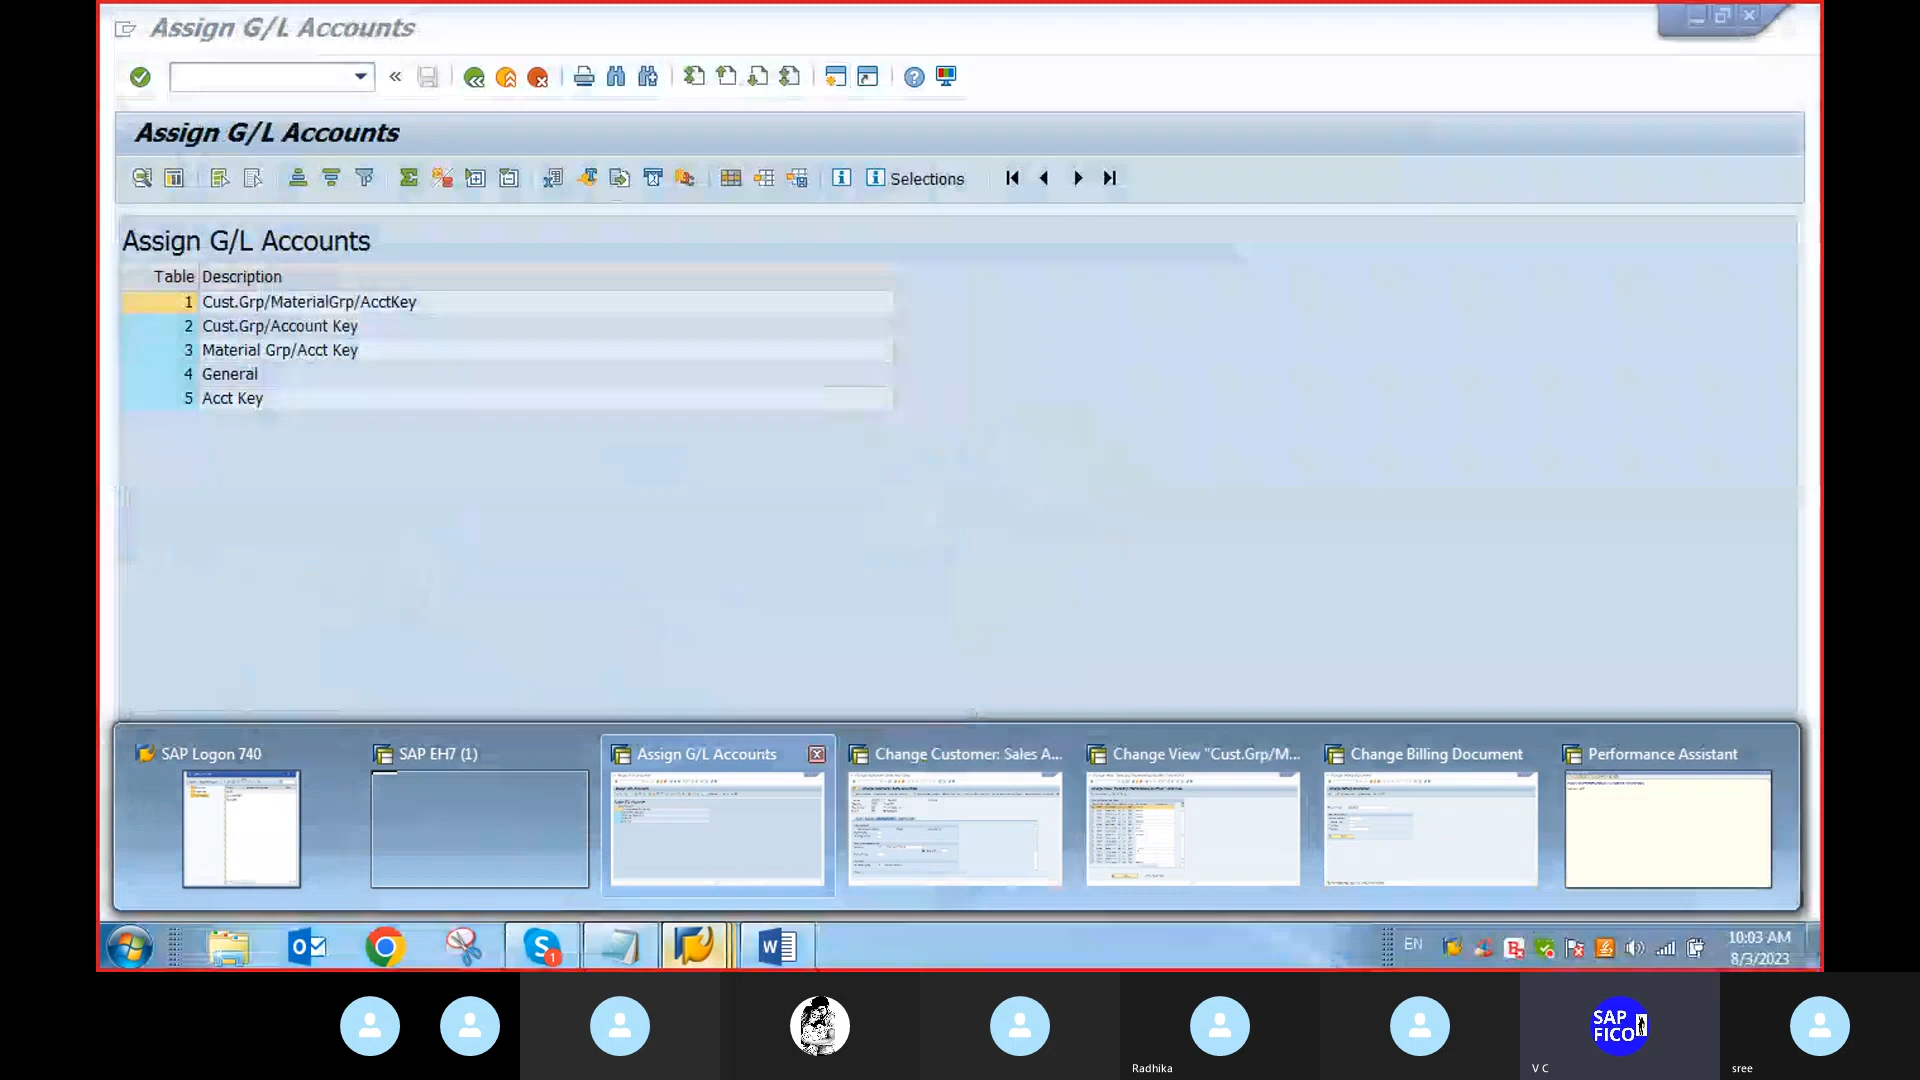 Assign G/L Accounts
Assign G/L Accounts
Selections
Assign G/L Accounts
Table Description
1 Cust.Grp/MaterialGrp/AcctKey
2 Cust.Grp/Account Key
3 Material Grp/Acct Key
4 General
5 Acct Key
SAP Logon 740
SAP EH7 (1)
Assign G/L Accounts
Change Customer: Sales A...
Change View "Cust.Grp/M...
Change Billing Document
Performance Assistant
EN
10:03 AM
8/3/2023
SAP
FICO
Radhika
V C
sree